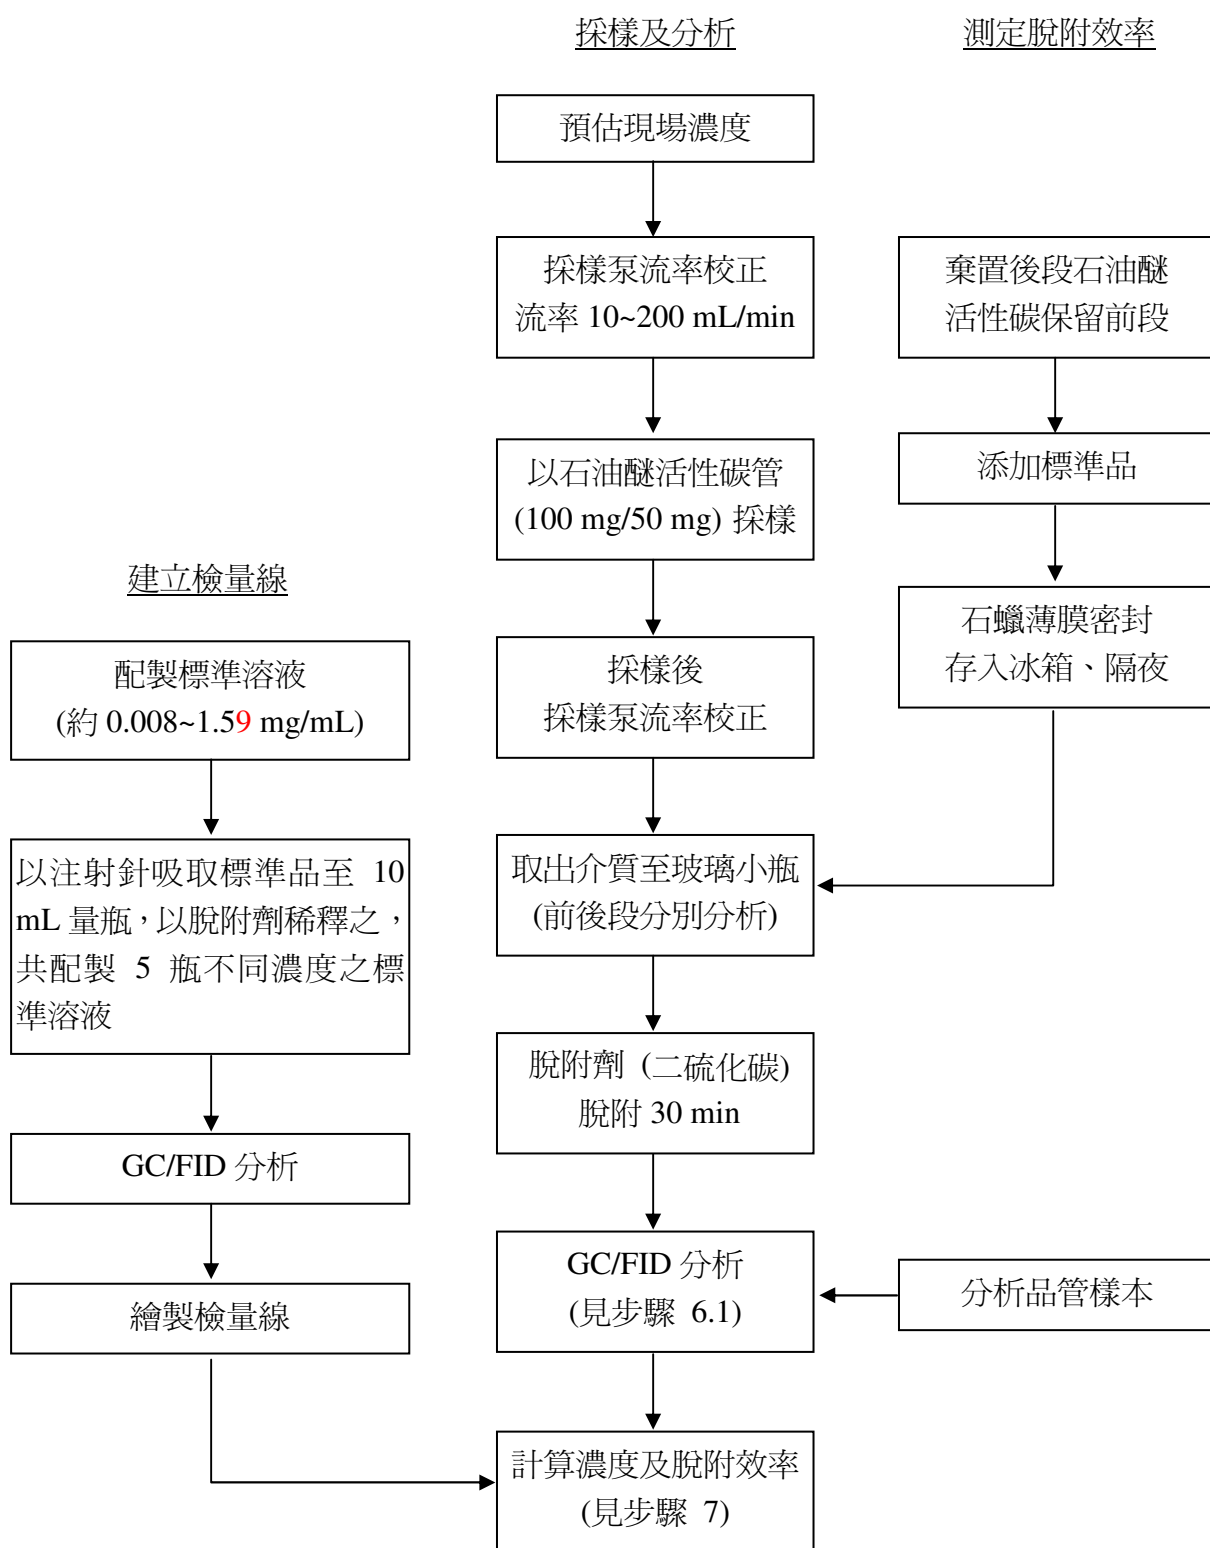 採樣及分析
測定脫附效率
預估現場濃度
採樣泵流率校正
流率 10~200 mL/min
棄置後段石油醚
活性碳保留前段
以石油醚活性碳管
(100 mg/50 mg) 採樣
添加標準品
建立檢量線
石蠟薄膜密封
存入冰箱、隔夜
配製標準溶液
(約 0.008~1.59 mg/mL)
採樣後
採樣泵流率校正
以注射針吸取標準品至 10
mL 量瓶，以脫附劑稀釋之，
共配製 5 瓶不同濃度之標
準溶液
取出介質至玻璃小瓶
(前後段分別分析)
脫附劑 (二硫化碳)
脫附 30 min
GC/FID 分析
GC/FID 分析
(見步驟 6.1)
分析品管樣本
繪製檢量線
計算濃度及脫附效率
(見步驟 7)